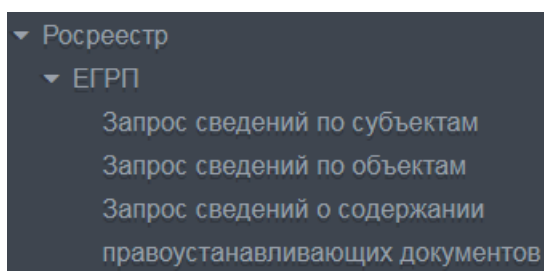 Росреестр
ЕГРП
Запрос сведений по субъектам
Запрос сведений по объектам
Запрос сведений о содержании
правоустанавливающих документов